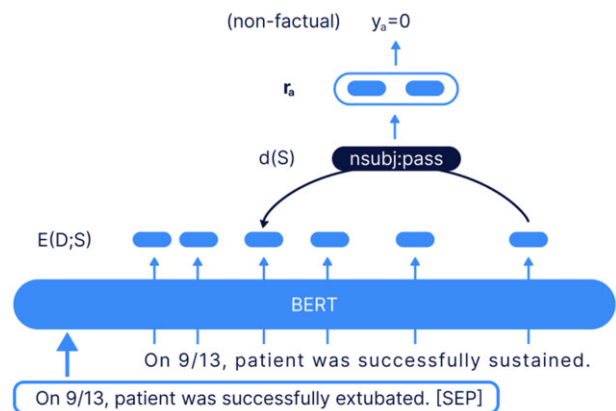 (non-factual) yₐ=0
rₐ
d(S) nsubj:pass
E(D;S)
BERT
On 9/13, patient was successfully sustained.
On 9/13, patient was successfully extubated. [SEP]